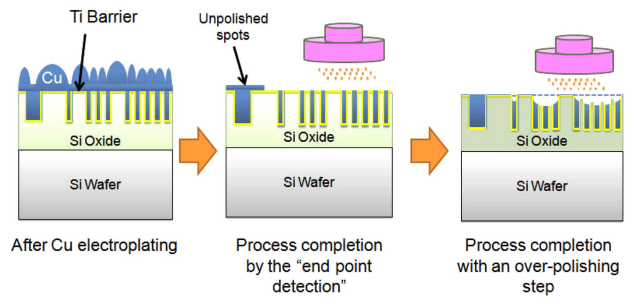 Ti Barrier
Cu
Si Oxide
Si Wafer
After Cu electroplating
Unpolished
spots
Si Oxide
Si Wafer
Process completion
by the “end point
detection”
Si Oxide
Si Wafer
Process completion
with an over-polishing
step